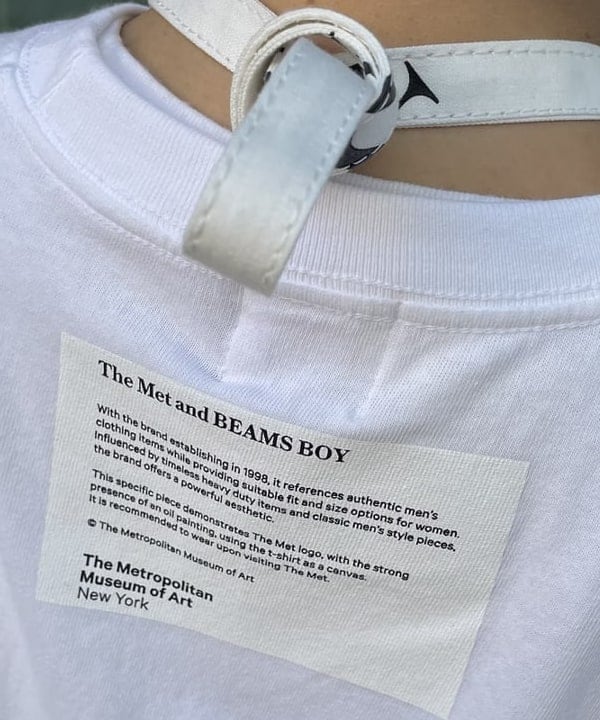 The Met and BEAMS BOY
With the brand establishing in 1998, it references authentic men's
clothing items while providing suitable fit and size options for women.
Influenced by timeless heavy duty items and classic men's style pieces,
the brand offers a powerful aesthetic.
This specific piece demonstrates The Met logo, with the strong
presence of an oil painting, using the t-shirt as a canvas.
It is recommended to wear upon visiting The Met.
© The Metropolitan Museum of Art
The Metropolitan
Museum of Art
New York